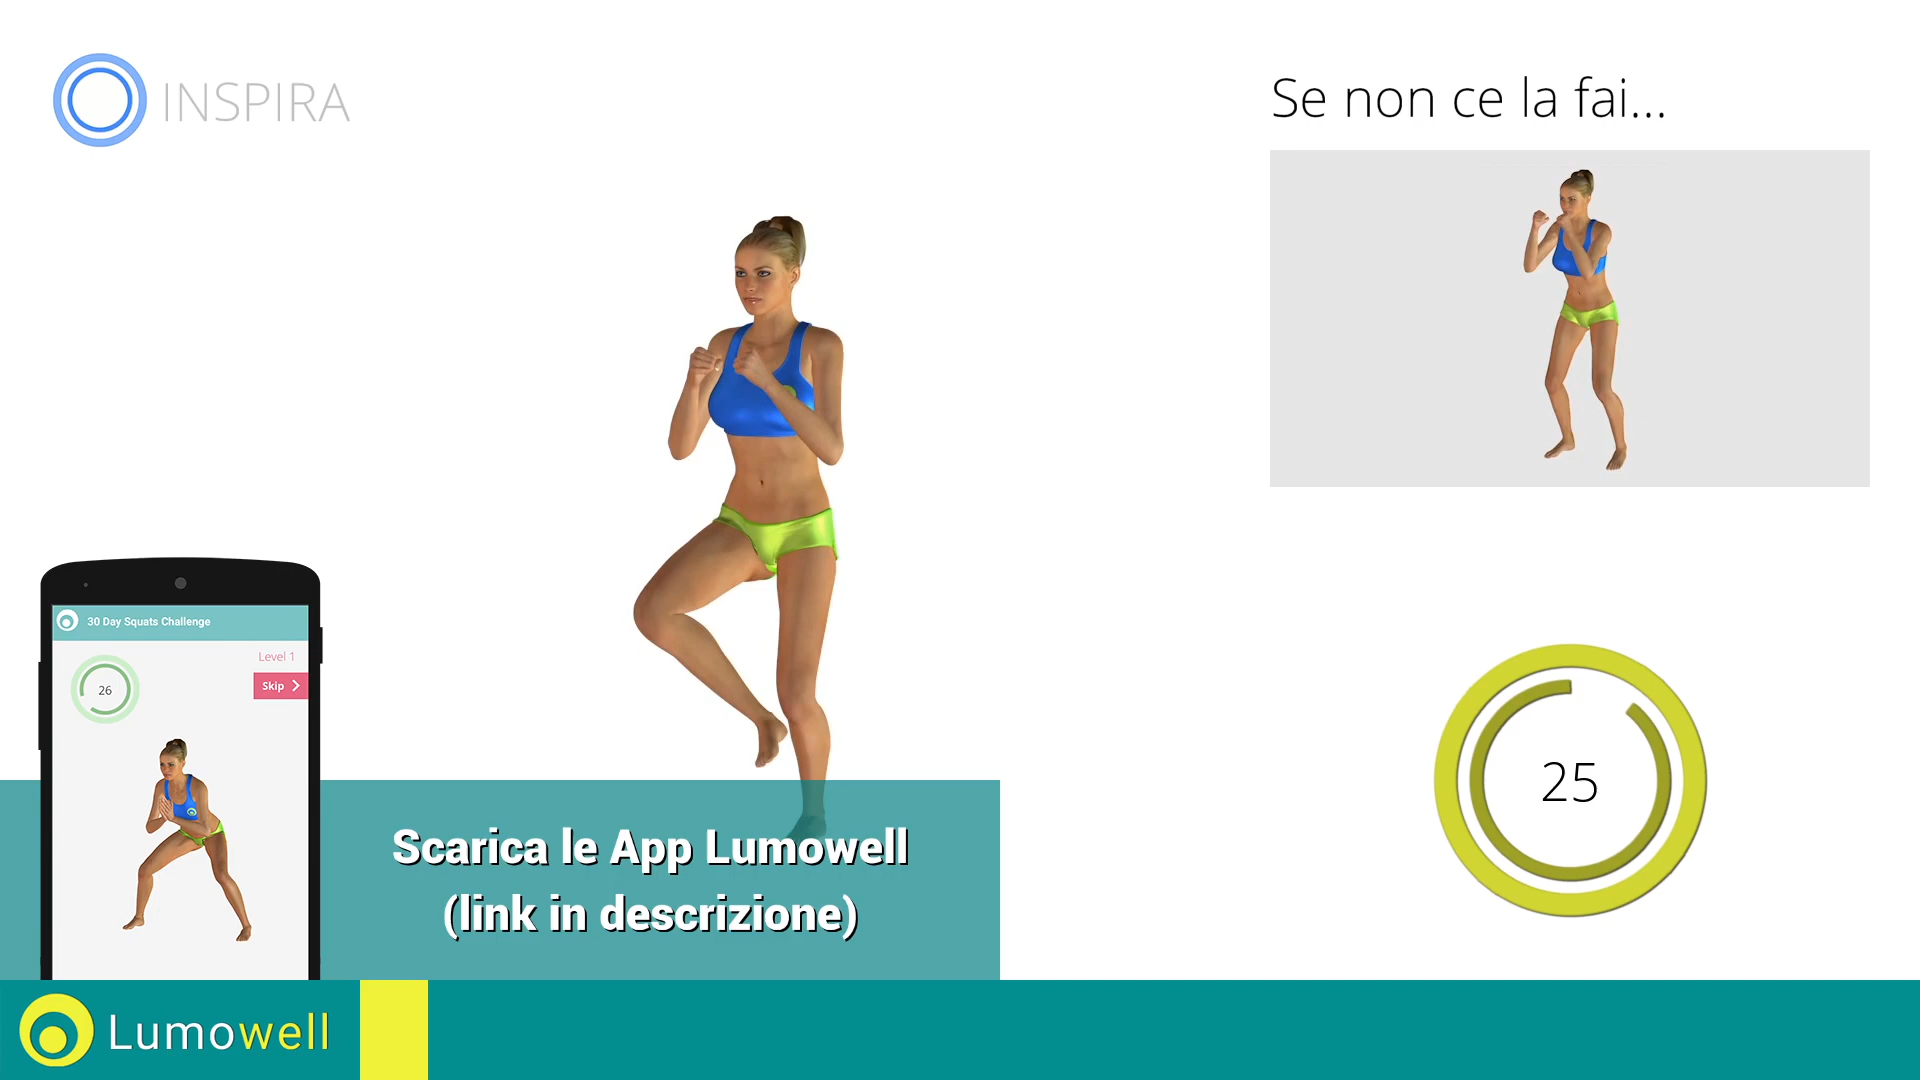 INSPIRA
Se non ce la fai...
30 Day Squats Challenge
Level 1
26
Skip
25
Scarica le App Lumowell
(link in descrizione)
Lumowell